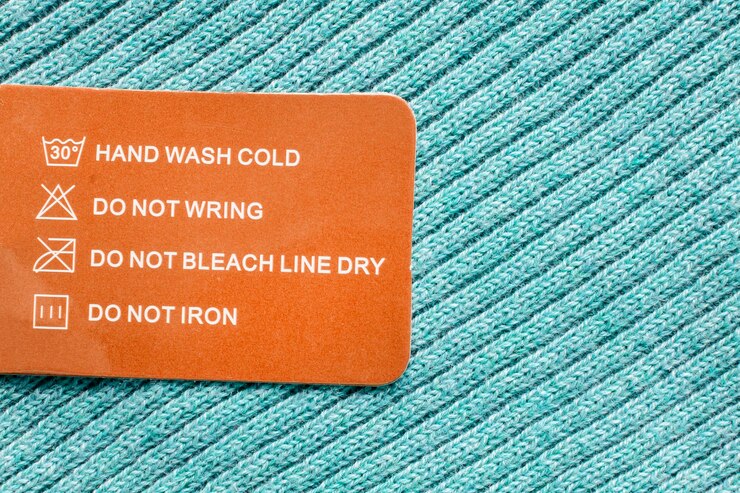 30° HAND WASH COLD
DO NOT WRING
DO NOT BLEACH LINE DRY
DO NOT IRON